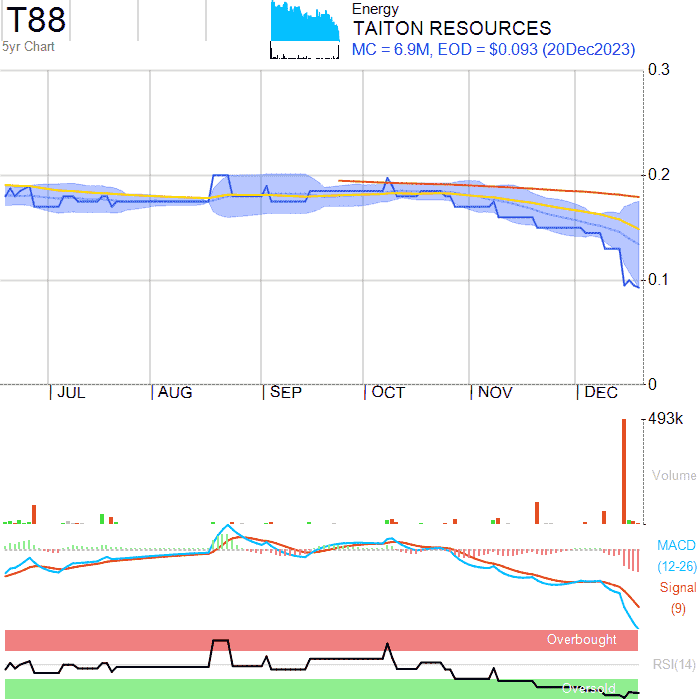 T88
5yr Chart
Energy
TAITON RESOURCES
MC = 6.9M, EOD = $0.093 (20Dec2023)
0.3
0.2
0.1
0
JUL AUG SEP OCT NOV DEC
493k
Volume
MACD
(12-26)
Signal
(9)
Overbought
RSI(14)
Oversold